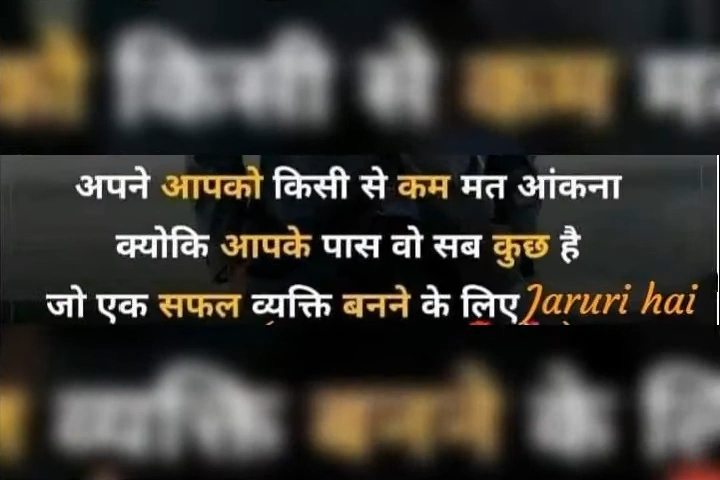 अपने आपको किसी से कम मत आंकना
क्योकि आपके पास वो सब कुछ है
जो एक सफल व्यक्ति बनने के लिए Jaruri hai